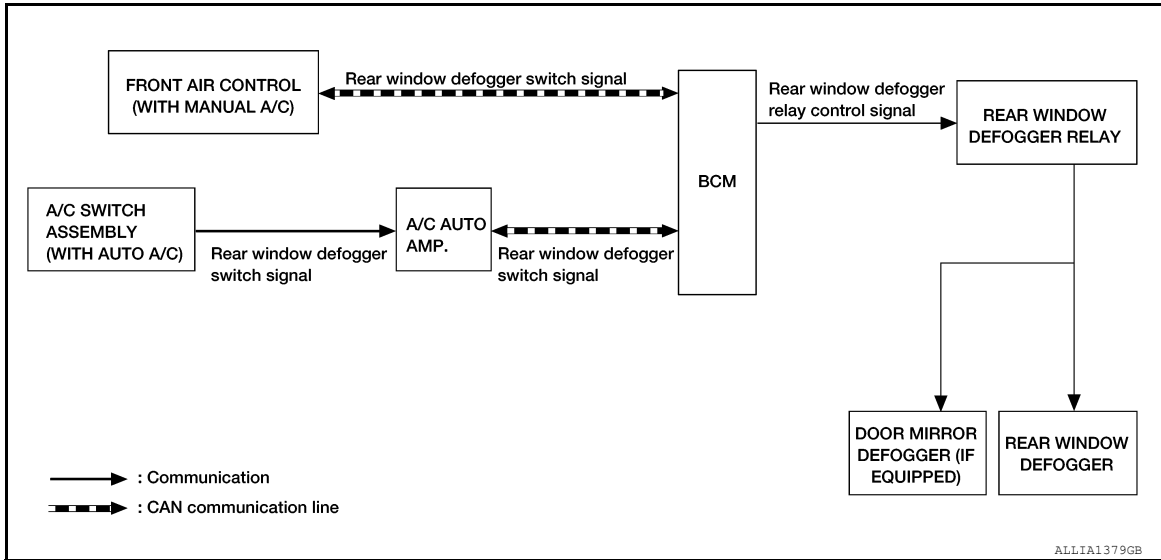 FRONT AIR CONTROL
(WITH MANUAL A/C)
Rear window defogger switch signal
BCM
Rear window defogger
relay control signal
REAR WINDOW
DEFOGGER RELAY
A/C SWITCH
ASSEMBLY
(WITH AUTO A/C)
Rear window defogger
switch signal
A/C AUTO
AMP.
Rear window defogger
switch signal
DOOR MIRROR
DEFOGGER (IF
EQUIPPED)
REAR WINDOW
DEFOGGER
: Communication
: CAN communication line
ALLIA1379GB